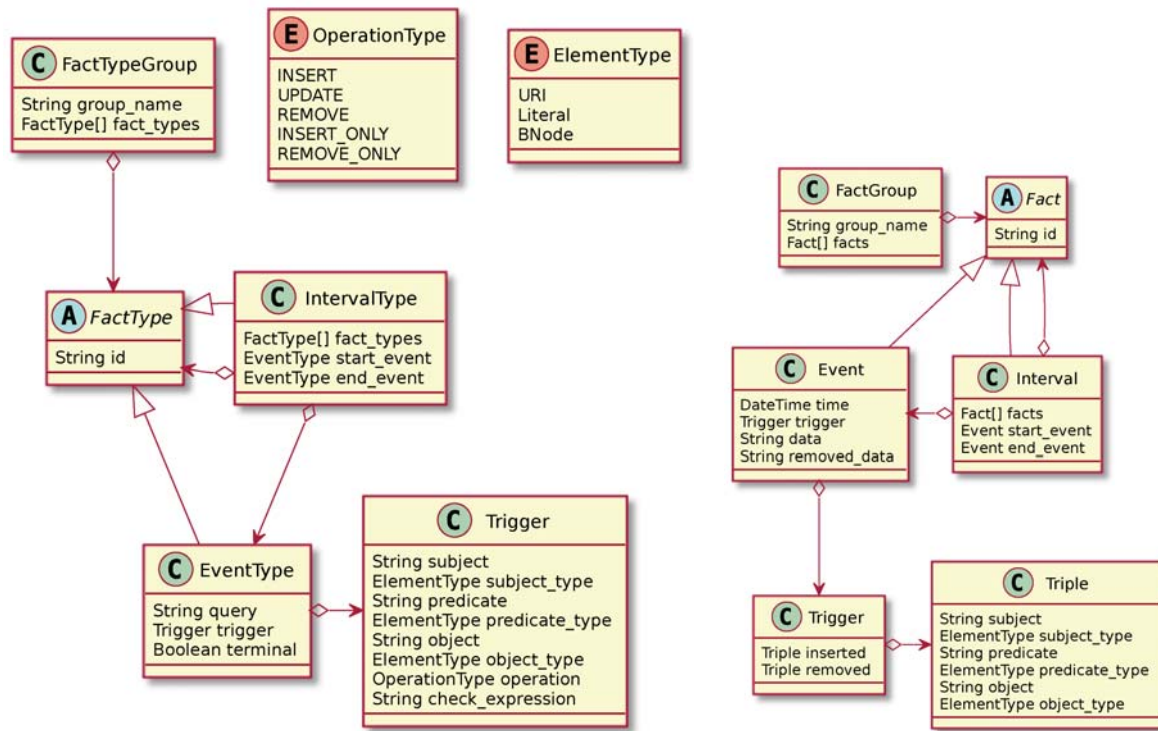 C FactTypeGroup
String group_name
FactType[] fact_types
E OperationType
INSERT
UPDATE
REMOVE
INSERT_ONLY
REMOVE_ONLY
E ElementType
URI
Literal
BNode
A FactType
String id
C IntervalType
FactType[] fact_types
EventType start_event
EventType end_event
C EventType
String query
Trigger trigger
Boolean terminal
C Trigger
String subject
ElementType subject_type
String predicate
ElementType predicate_type
String object
ElementType object_type
OperationType operation
String check_expression
C FactGroup
String group_name
Fact[] facts
A Fact
String id
C Event
DateTime time
Trigger trigger
String data
String removed_data
C Interval
Fact[] facts
Event start_event
Event end_event
C Trigger
Triple inserted
Triple removed
C Triple
String subject
ElementType subject_type
String predicate
ElementType predicate_type
String object
ElementType object_type